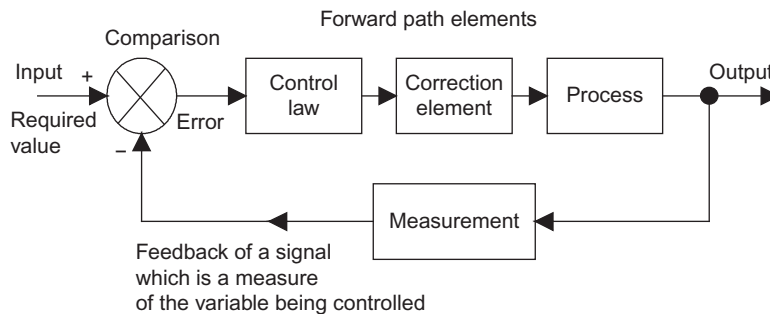 Forward path elements
Comparison
Input
+
Required
value
−
Error
Control
law
Correction
element
Process
Output
Measurement
Feedback of a signal
which is a measure
of the variable being controlled